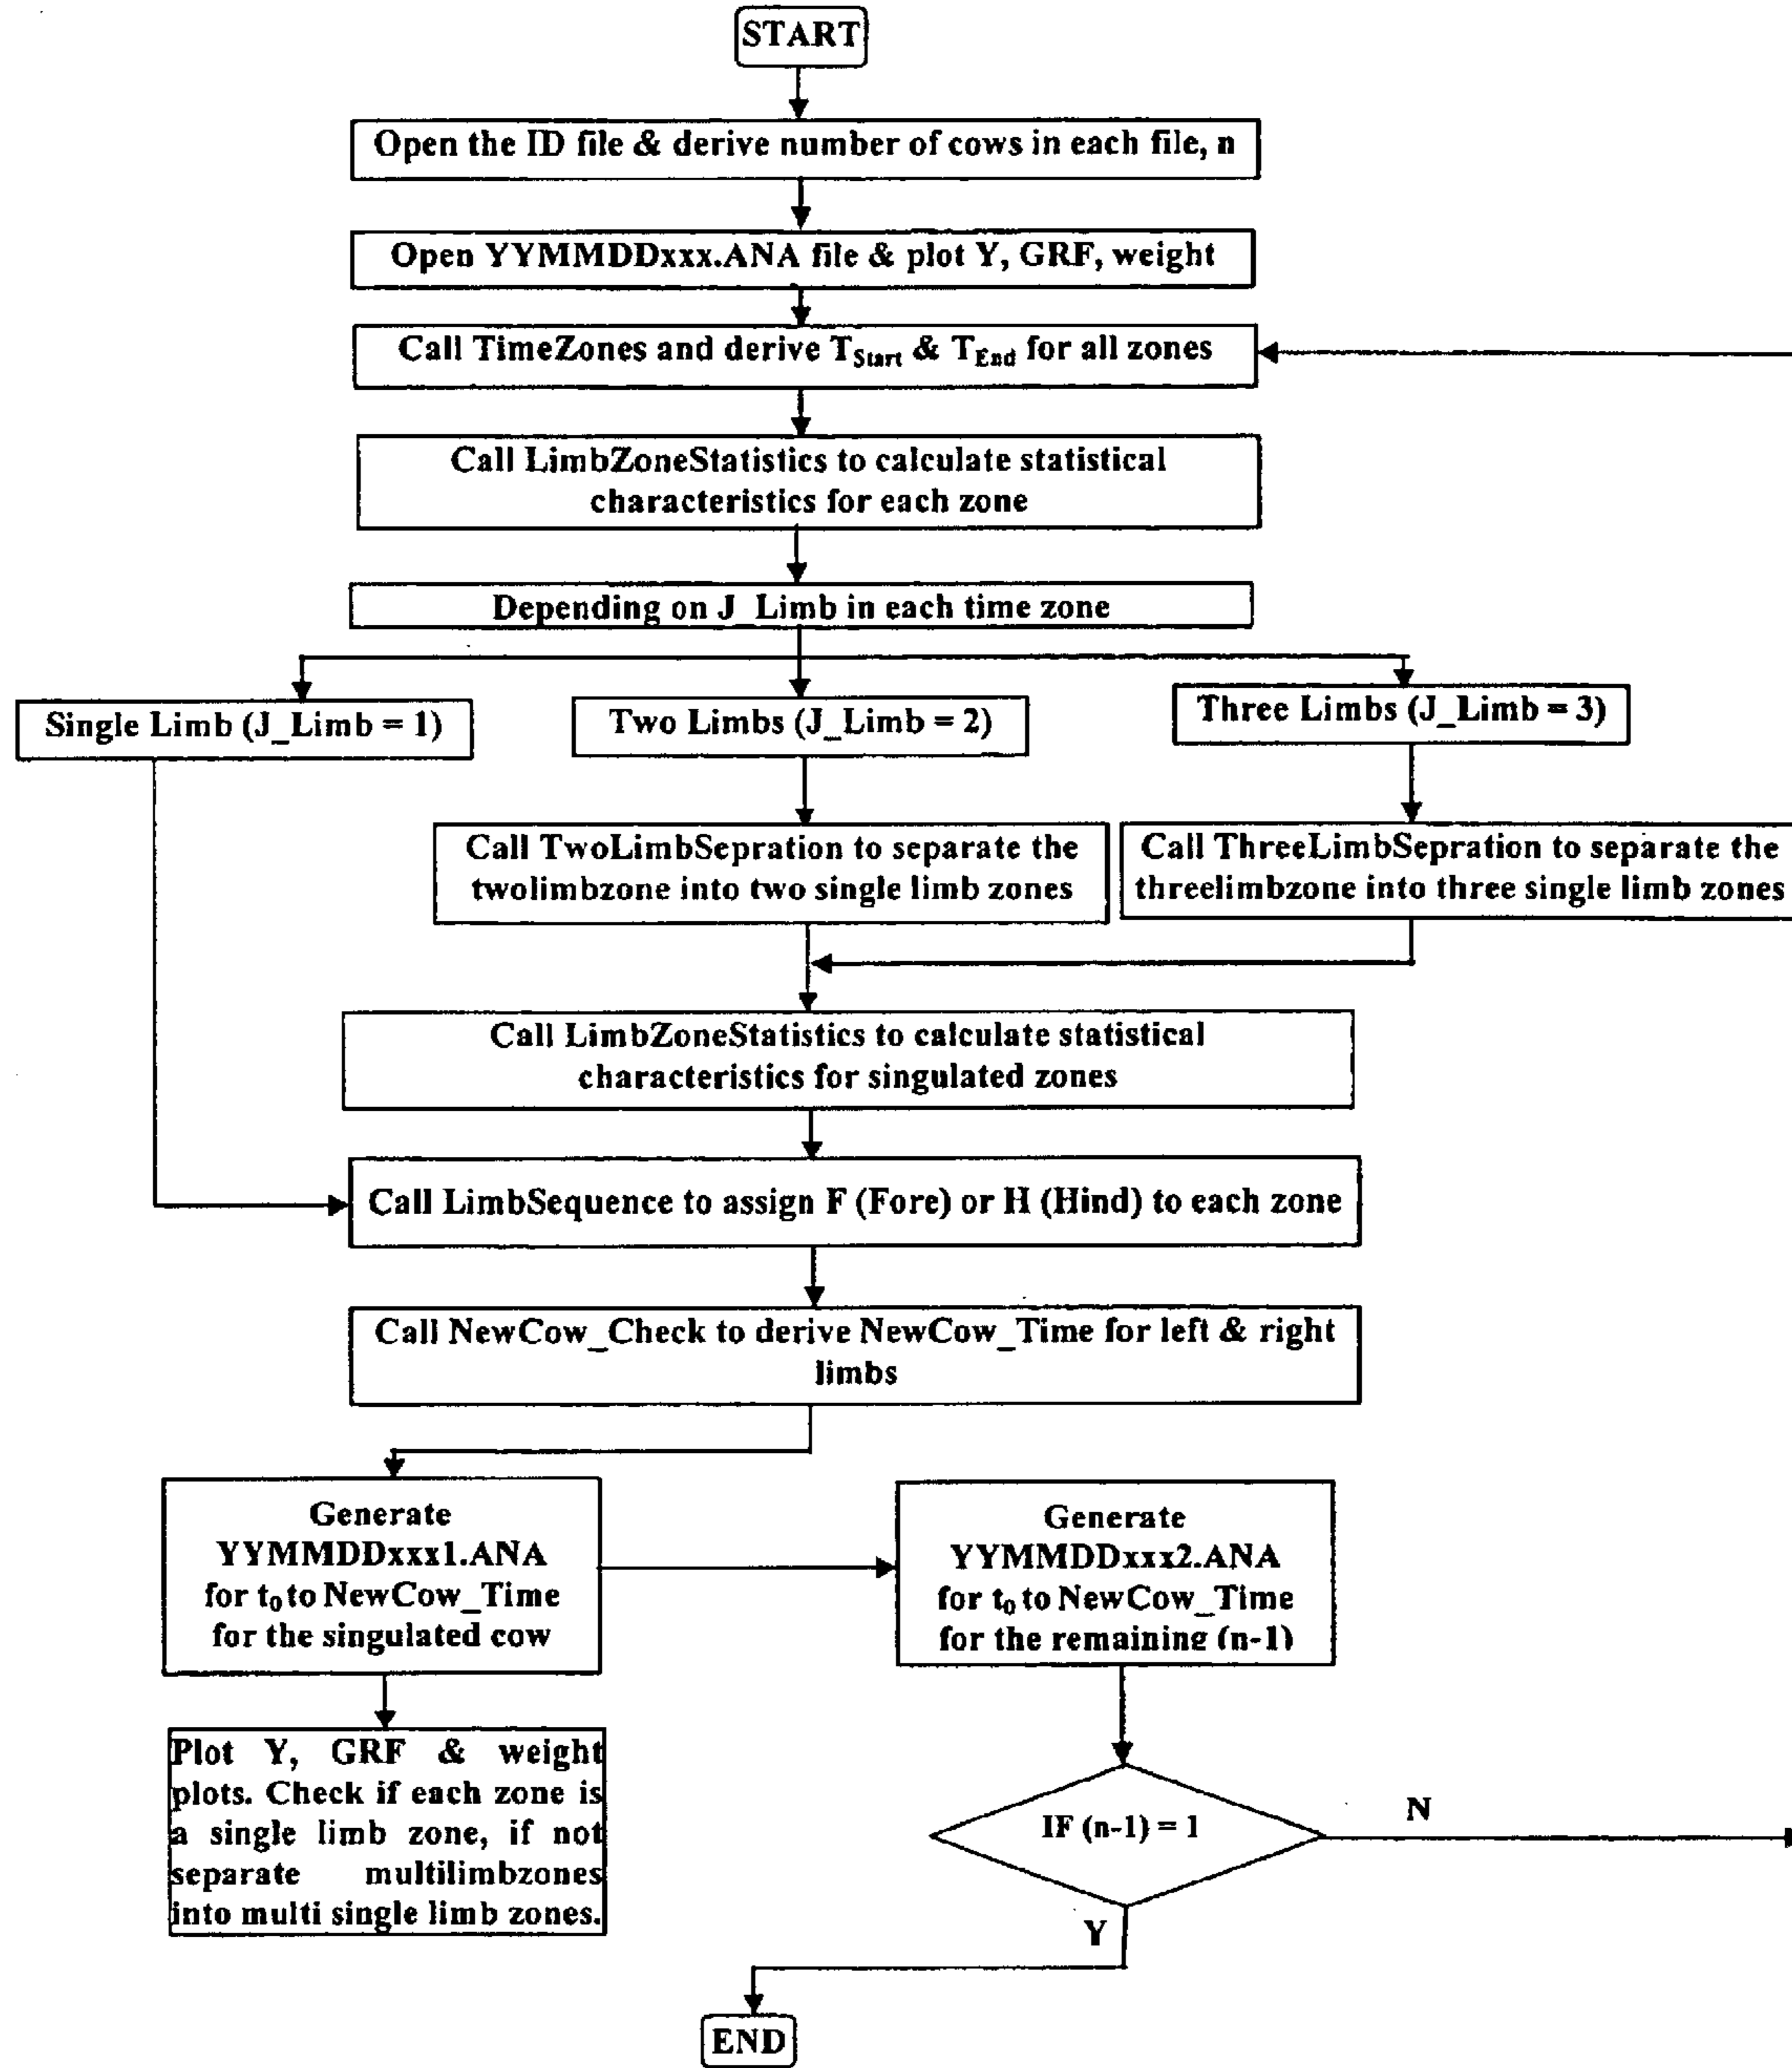 START
Open the ID file & derive number of cows in each file, n
Open YYMMDDxxx.ANA file & plot Y, GRF, weight
Call TimeZones and derive TStart & TEnd for all zones
Call LimbZoneStatistics to calculate statistical
characteristics for each zone
Depending on J_Limb in each time zone
Single Limb (J_Limb = 1)
Two Limbs (J_Limb = 2)
Three Limbs (J_Limb = 3)
Call TwoLimbSepration to separate the
twolimbzone into two single limb zones
Call ThreeLimbSepration to separate the
threelimbzone into three single limb zones
Call LimbZoneStatistics to calculate statistical
characteristics for singulated zones
Call LimbSequence to assign F (Fore) or H (Hind) to each zone
Call NewCow_Check to derive NewCow_Time for left & right
limbs
Generate
YYMMDDxxx1.ANA
for t0 to NewCow_Time
for the singulated cow
Generate
YYMMDDxxx2.ANA
for t0 to NewCow_Time
for the remaining (n-1)
Plot Y, GRF & weight
plots. Check if each zone is
a single limb zone, if not
separate multilimbzones
into multi single limb zones.
IF (n-1) = 1
N
Y
END